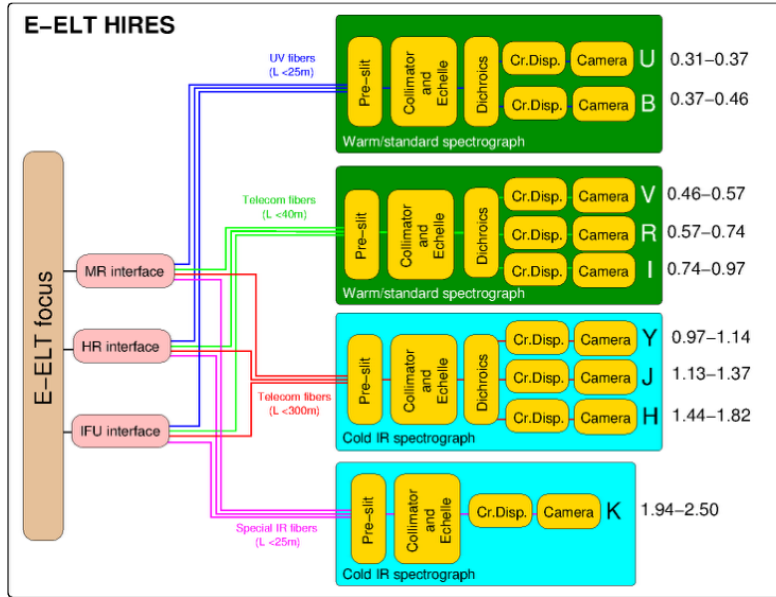 E-ELT HIRES
E-ELT focus
MR interface
HR interface
IFU interface
UV fibers
(L <25m)
Telecom fibers
(L <40m)
Telecom fibers
(L <300m)
Special IR fibers
(L <25m)
Pre-slit
Collimator
and
Echelle
Dichroics
Cr.Disp.
Camera
U
0.31-0.37
Cr.Disp.
Camera
B
0.37-0.46
Warm/standard spectrograph
Pre-slit
Collimator
and
Echelle
Dichroics
Cr.Disp.
Camera
V
0.46-0.57
Cr.Disp.
Camera
R
0.57-0.74
Cr.Disp.
Camera
I
0.74-0.97
Warm/standard spectrograph
Pre-slit
Collimator
and
Echelle
Dichroics
Cr.Disp.
Camera
Y
0.97-1.14
Cr.Disp.
Camera
J
1.13-1.37
Cr.Disp.
Camera
H
1.44-1.82
Cold IR spectrograph
Pre-slit
Collimator
and
Echelle
Cr.Disp.
Camera
K
1.94-2.50
Cold IR spectrograph